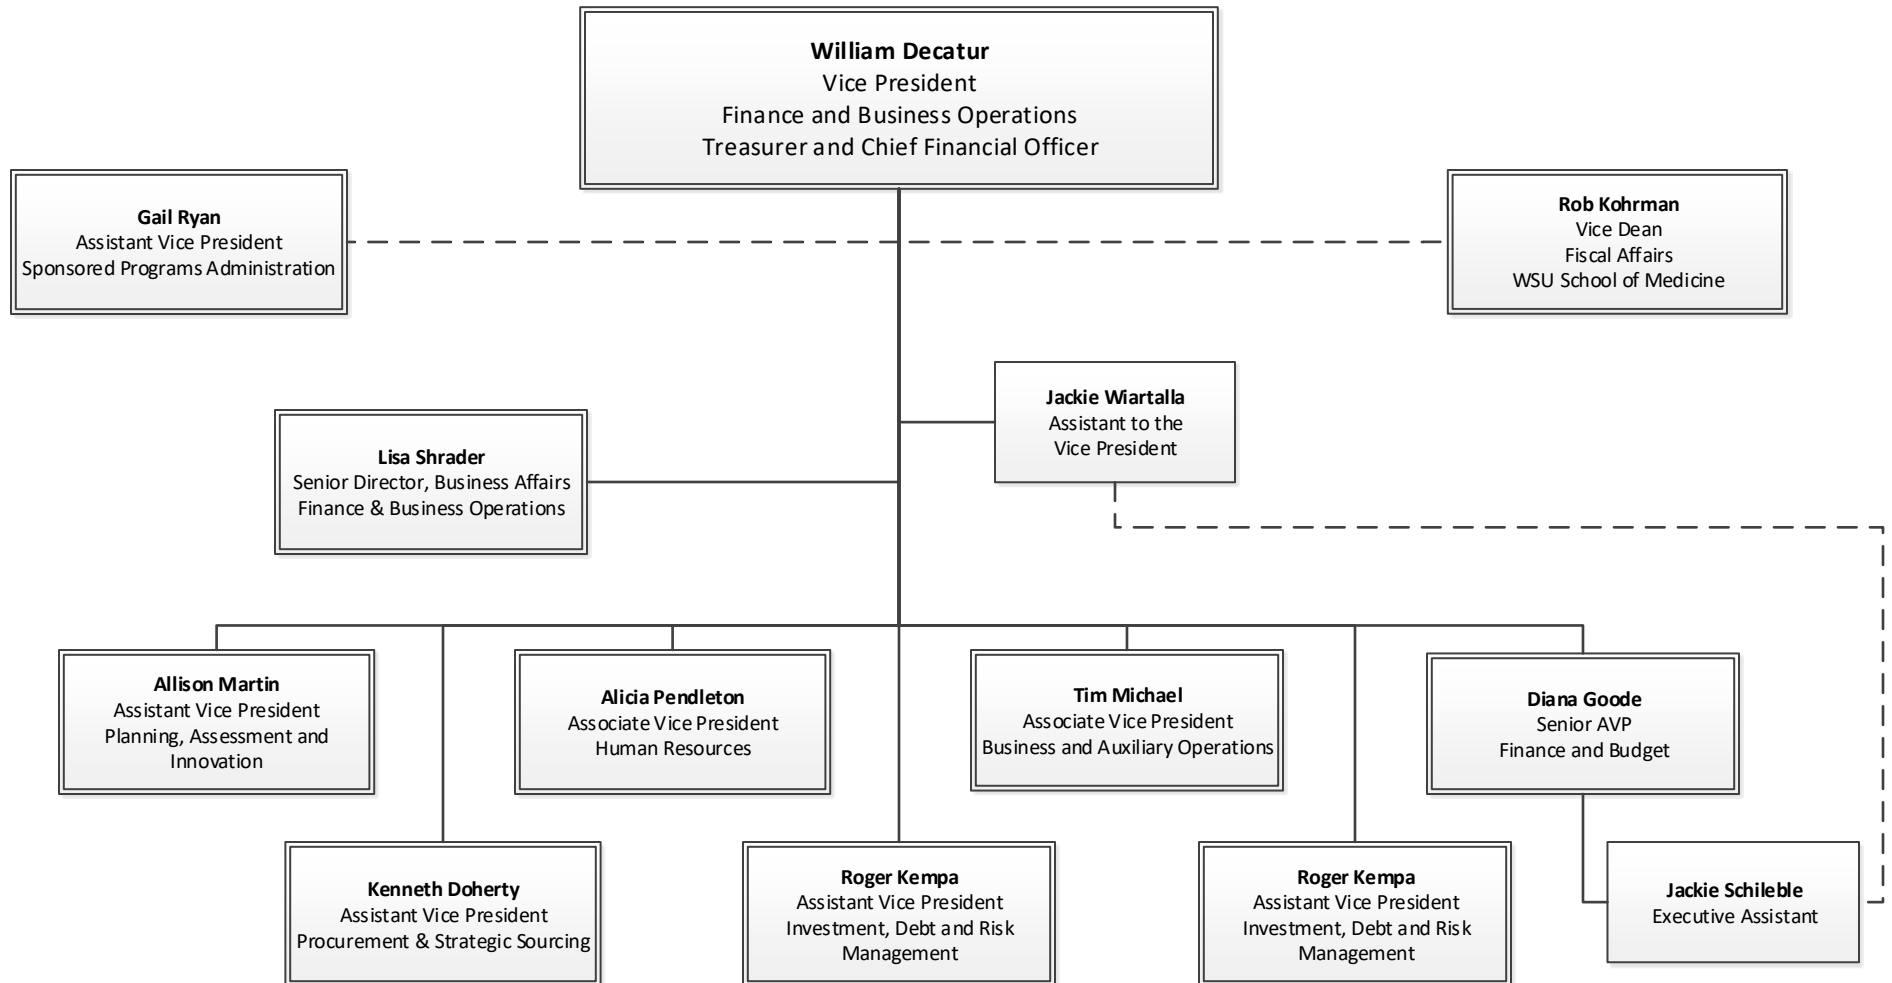 William Decatur
Vice President
Finance and Business Operations
Treasurer and Chief Financial Officer
Gail Ryan
Assistant Vice President
Sponsored Programs Administration
Rob Kohrman
Vice Dean
Fiscal Affairs
WSU School of Medicine
Jackie Wiartalla
Assistant to the
Vice President
Lisa Shrader
Senior Director, Business Affairs
Finance & Business Operations
Allison Martin
Assistant Vice President
Planning, Assessment and
Innovation
Alicia Pendleton
Associate Vice President
Human Resources
Tim Michael
Associate Vice President
Business and Auxiliary Operations
Diana Goode
Senior AVP
Finance and Budget
Kenneth Doherty
Assistant Vice President
Procurement & Strategic Sourcing
Roger Kempa
Assistant Vice President
Investment, Debt and Risk
Management
Roger Kempa
Assistant Vice President
Investment, Debt and Risk
Management
Jackie Schileble
Executive Assistant